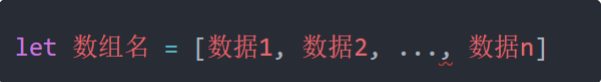 let 数组名 = [数据1, 数据2, ..., 数据n]